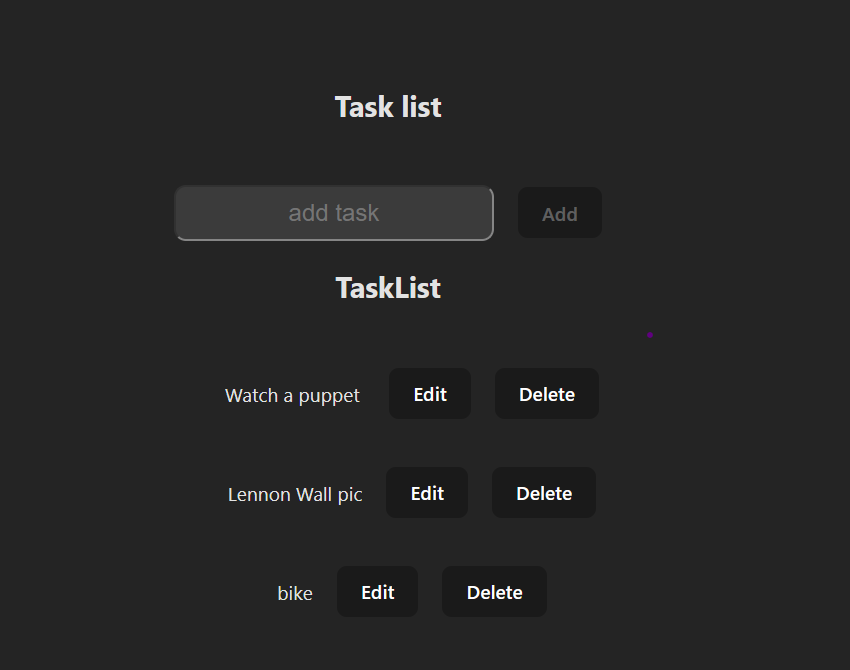 Task list
add task Add
TaskList
Watch a puppet Edit Delete
Lennon Wall pic Edit Delete
bike Edit Delete